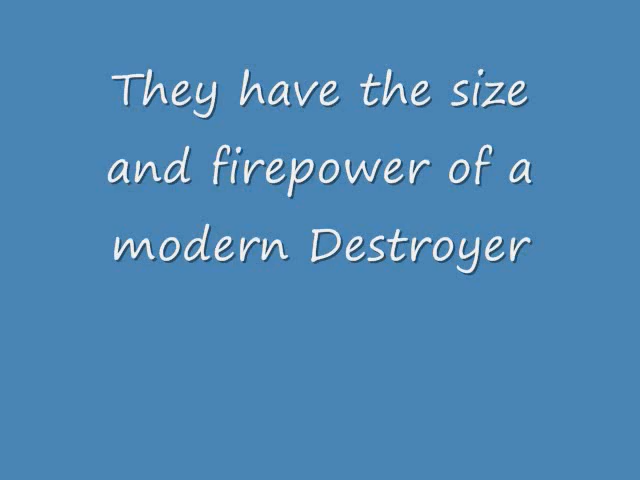 They have the size
and firepower of a
modern Destroyer